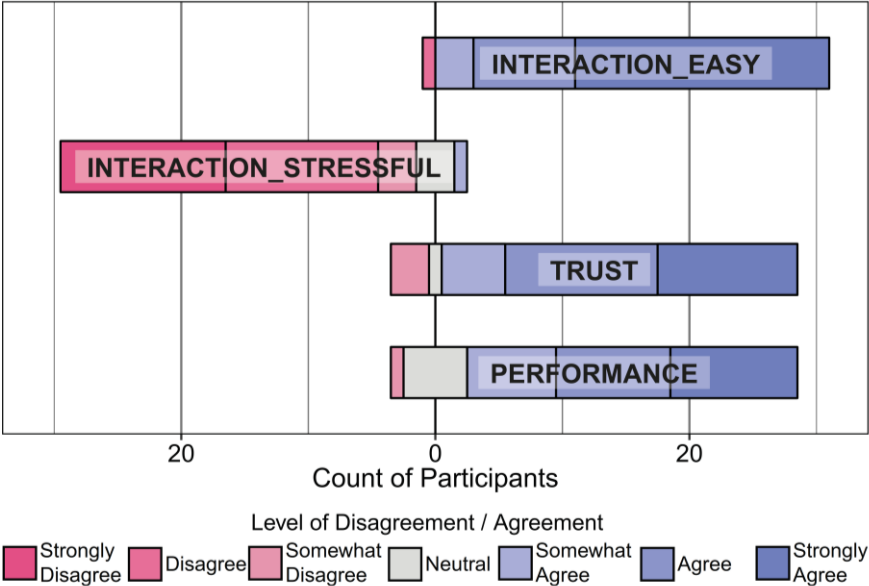 INTERACTION_EASY
INTERACTION_STRESSFUL
TRUST
PERFORMANCE
20 0 20
Count of Participants
Level of Disagreement / Agreement
Strongly Disagree
Disagree
Somewhat Disagree
Neutral
Somewhat Agree
Agree
Strongly Agree